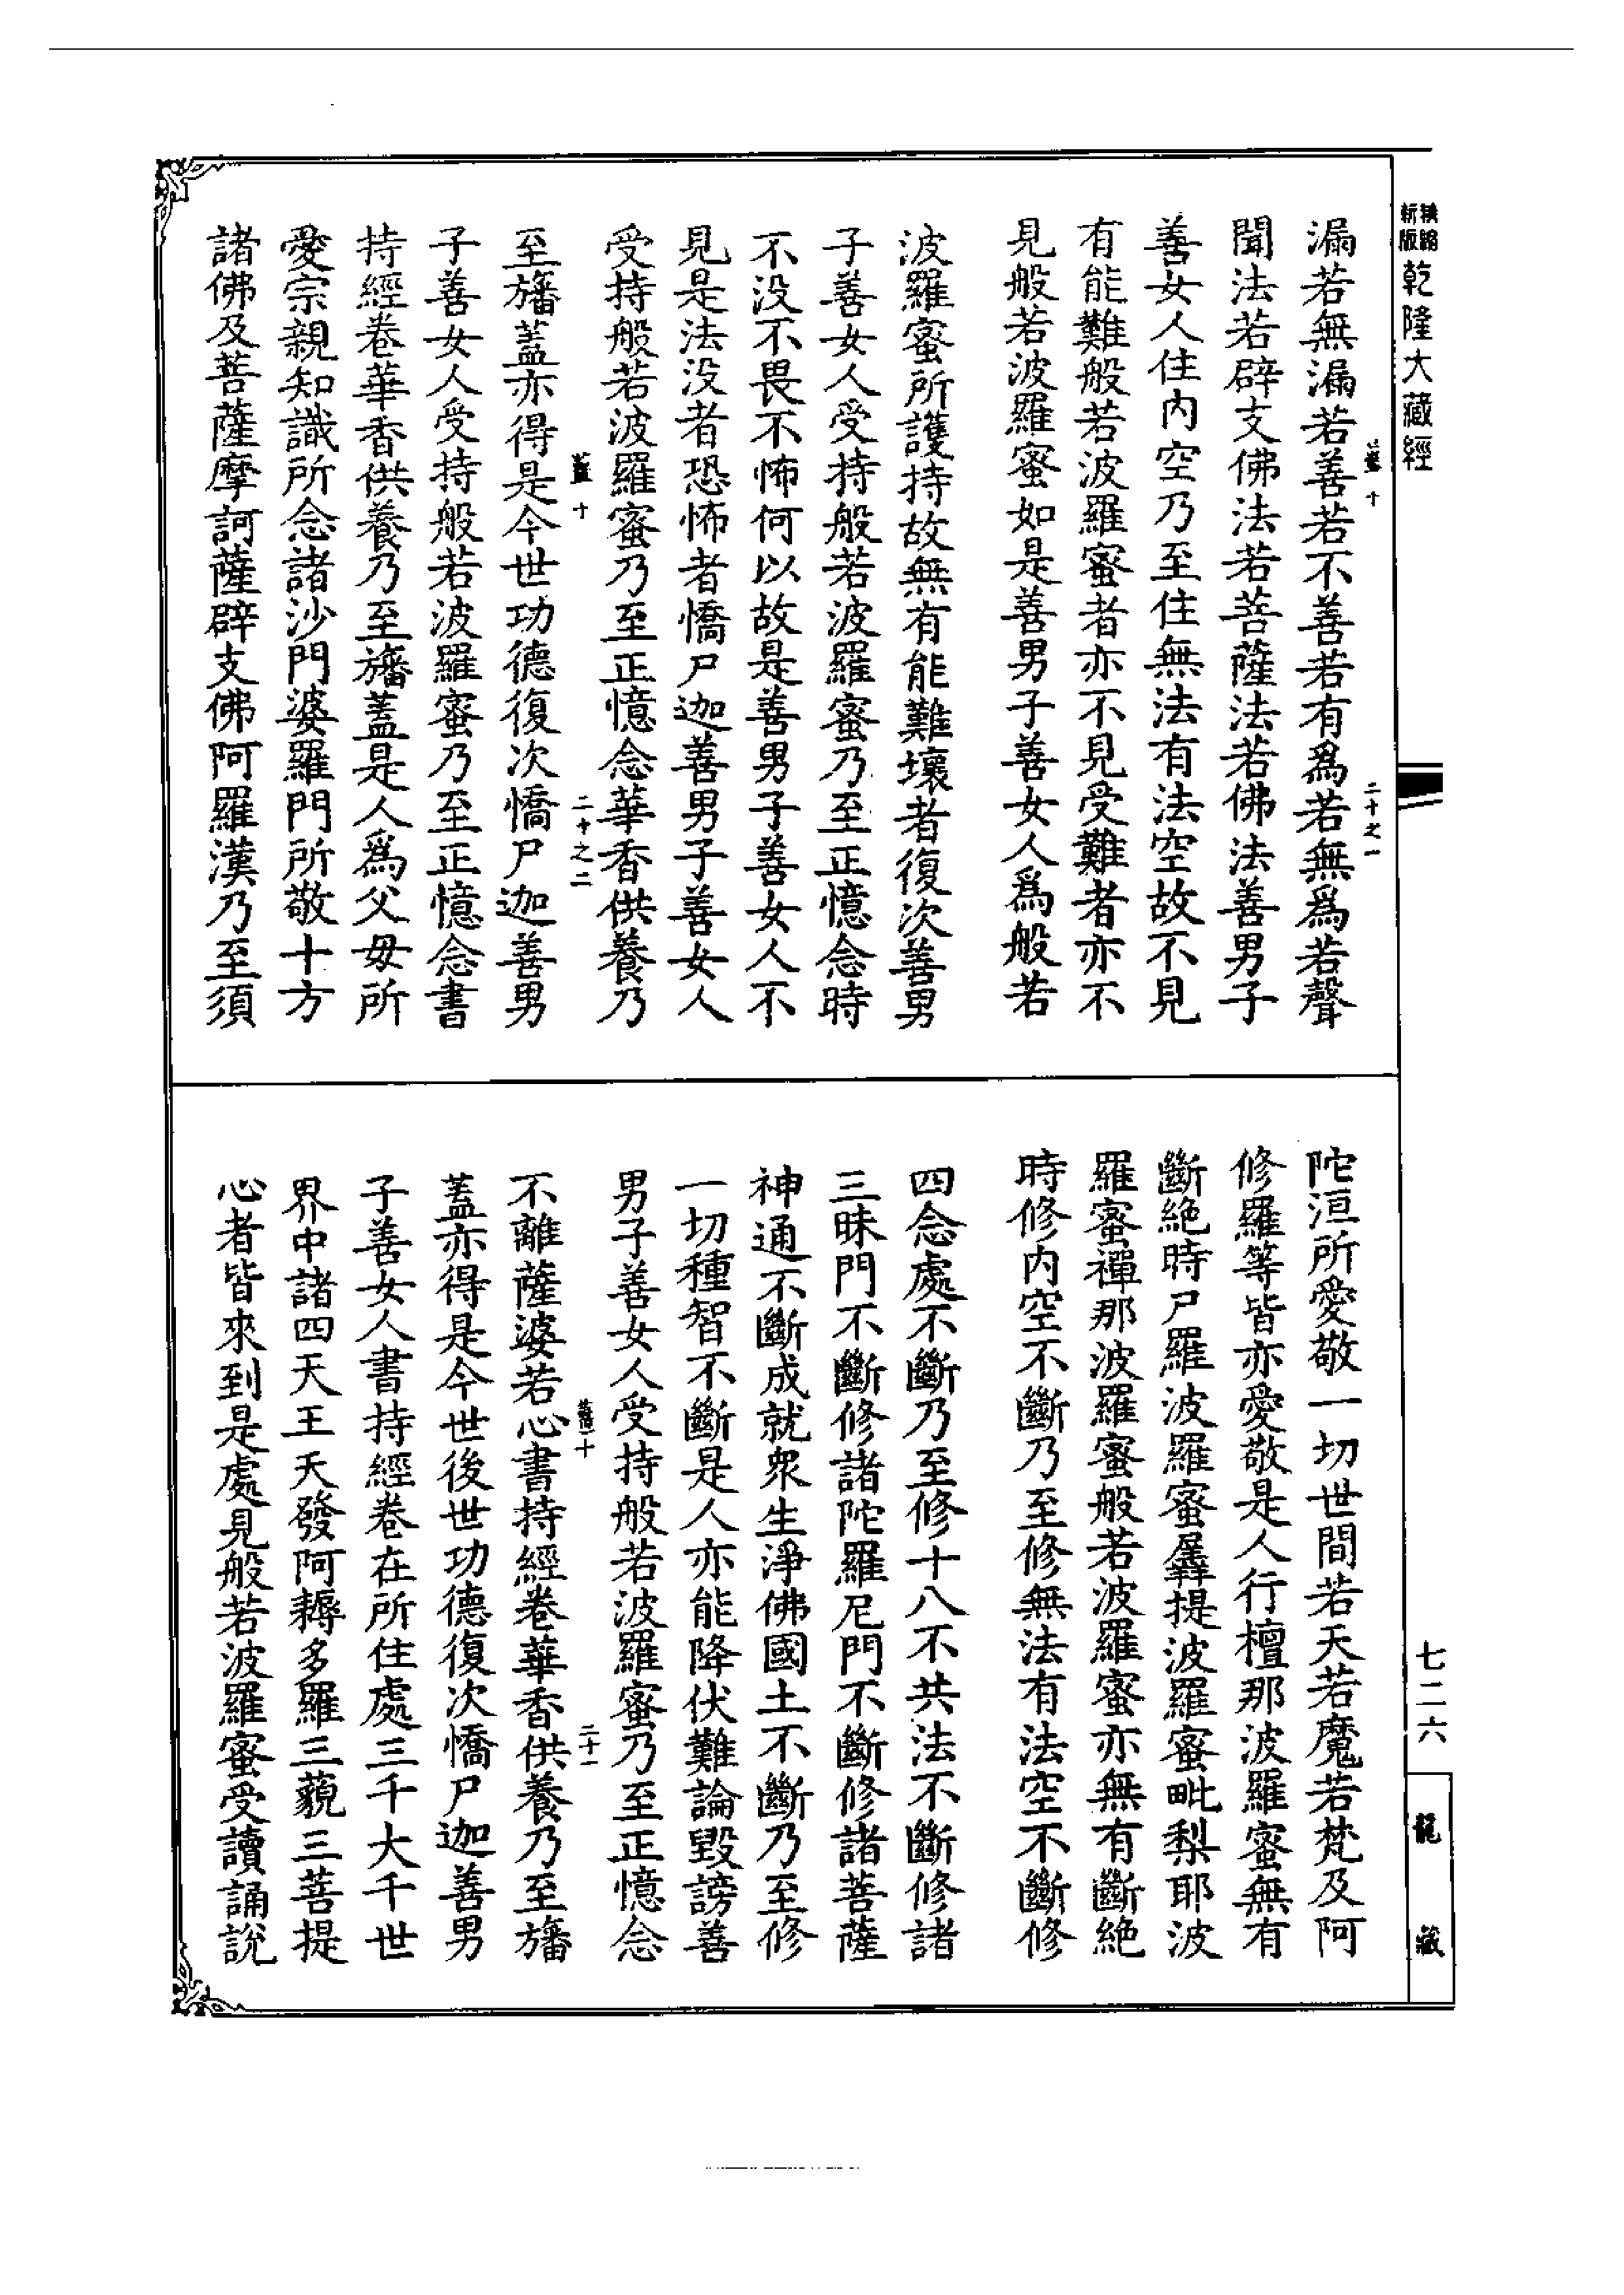 乾隆大藏經
漏若無漏若善若不善若有爲若無爲若聲
聞法若辟支佛法若菩薩法若佛法善男子
善女人住內空乃至住無法有法空故不見
有能難般若波羅蜜者亦不見受難者亦不
見般若波羅蜜如是善男子善女人爲般若
波羅蜜所護持故無有能難壞者復次善男
子善女人受持般若波羅蜜乃至正憶念時
不没不畏不怖何以故是善男子善女人不
見是法没者恐怖者憍尸迦善男子善女人
受持般若波羅蜜乃至正憶念華香供養乃
至旛蓋亦得是今世功德復次憍尸迦善男
子善女人受持般若波羅蜜乃至正憶念書
持經卷華香供養乃至旛蓋是人爲父母所
愛宗親知識所念諸沙門婆羅門所敬十方
諸佛及菩薩摩訶薩辟支佛阿羅漢乃至須
陀洹所愛敬一切世間若天若魔若梵及阿
修羅等皆亦愛敬是人行檀那波羅蜜無有
斷絶時尸羅波羅蜜羼提波羅蜜毗梨耶波
羅蜜禪那波羅蜜般若波羅蜜亦無有斷絶
時修內空不斷乃至修無法有法空不斷修
四念處不斷乃至修十八不共法不斷修諸
三昧門不斷修諸陀羅尼門不斷修諸菩薩
神通不斷成就衆生淨佛國土不斷乃至修
一切種智不斷是人亦能降伏難論毀謗善
男子善女人受持般若波羅蜜乃至正憶念
不離薩婆若心書持經卷華香供養乃至旛
蓋亦得是今世後世功德復次憍尸迦善男
子善女人書持經卷在所住處三千大千世
界中諸四天王天發阿耨多羅三藐三菩提
心者皆來到是處見般若波羅蜜受讀誦說
十
二十之一
十
二十之二
十
二十一
七二六
龍藏